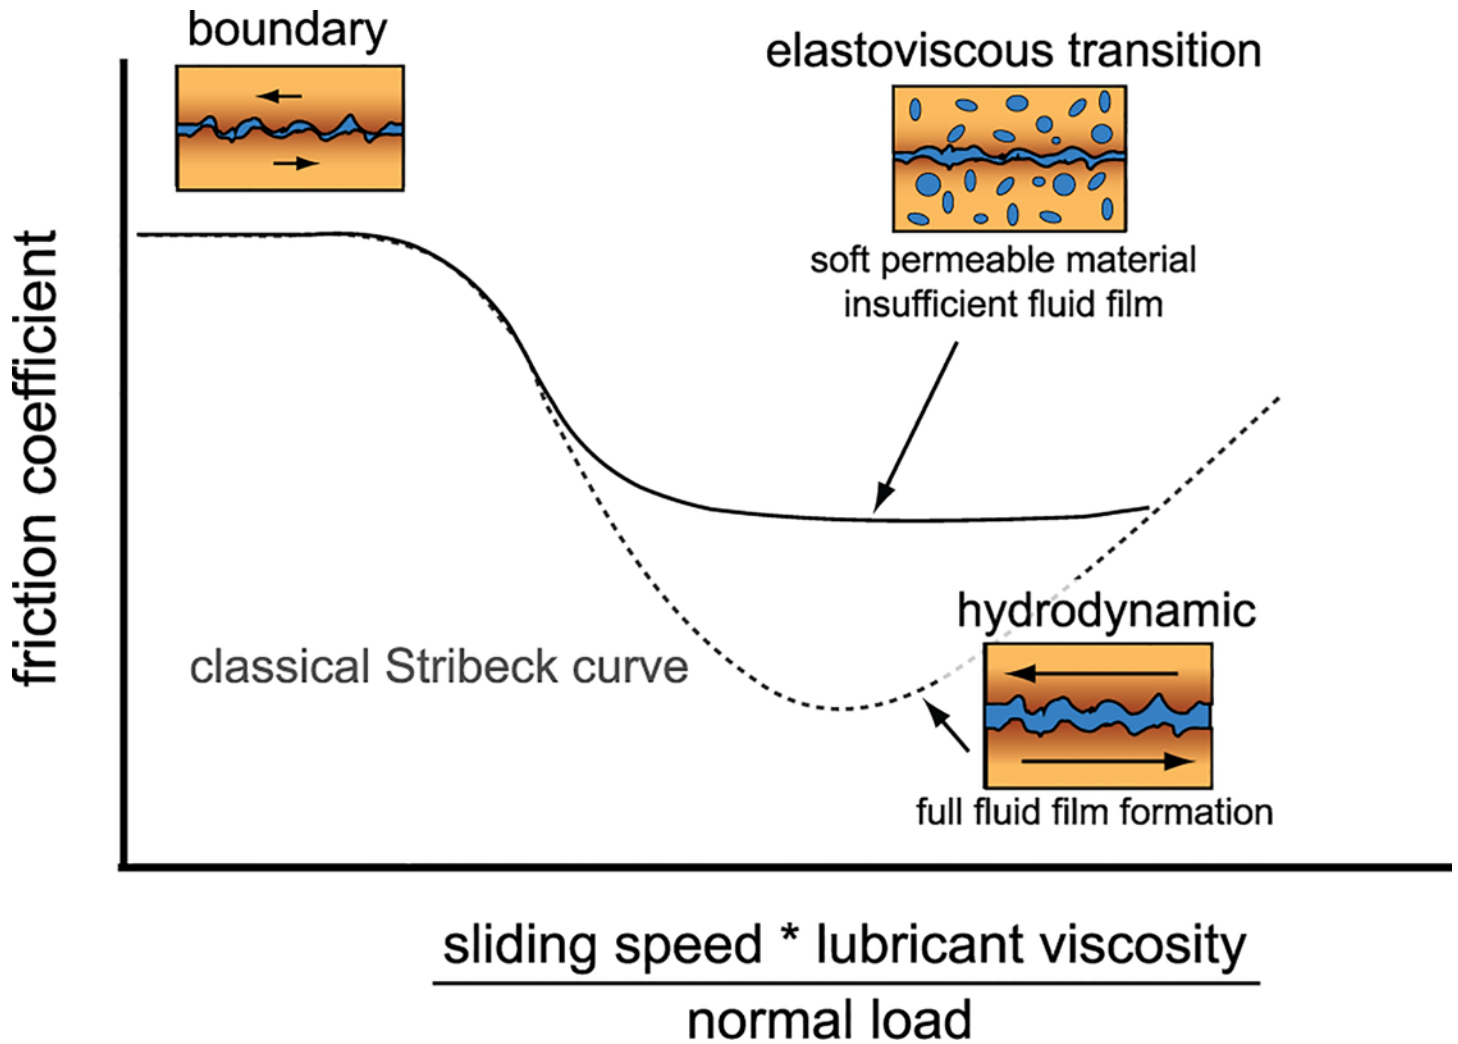 boundary
elastoviscous transition
soft permeable material
insufficient fluid film
friction coefficient
classical Stribeck curve
hydrodynamic
full fluid film formation
sliding speed * lubricant viscosity
normal load